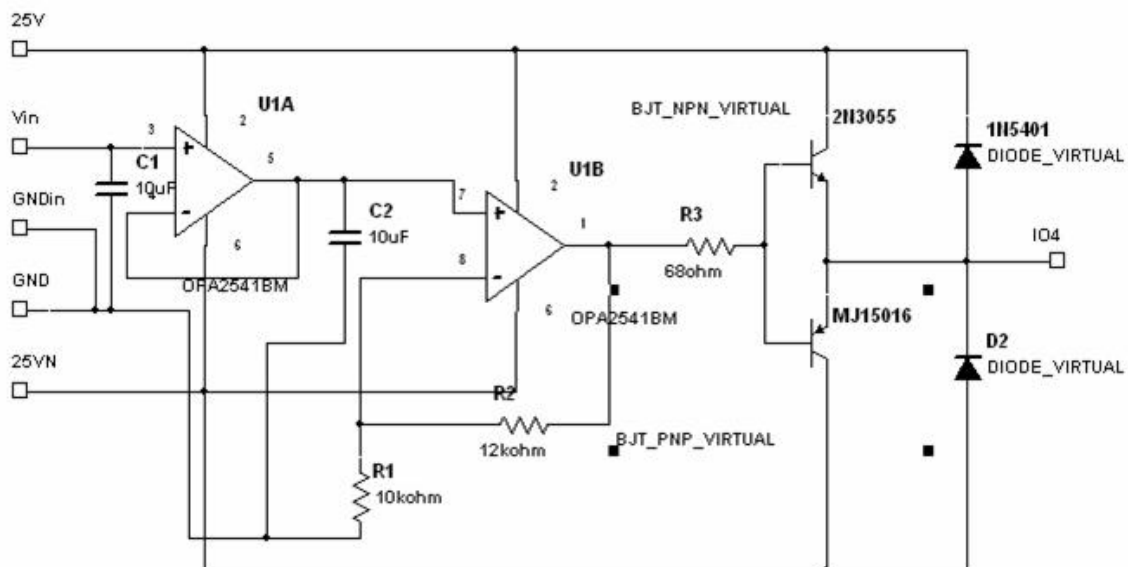 25V
U1A
BJT_NPN_VIRTUAL
2N3055
Vin
3
2
1N5401
DIODE_VIRTUAL
+
C1
5
U1B
10uF
4
-
2
GNDin
7
+
C2
R3
1
IO4
10uF
6
8
-
68ohm
GND
OPA2541BM
6
OPA2541BM
MJ15016
D2
25VN
DIODE_VIRTUAL
R2
12kohm
BJT_PNP_VIRTUAL
R1
10kohm